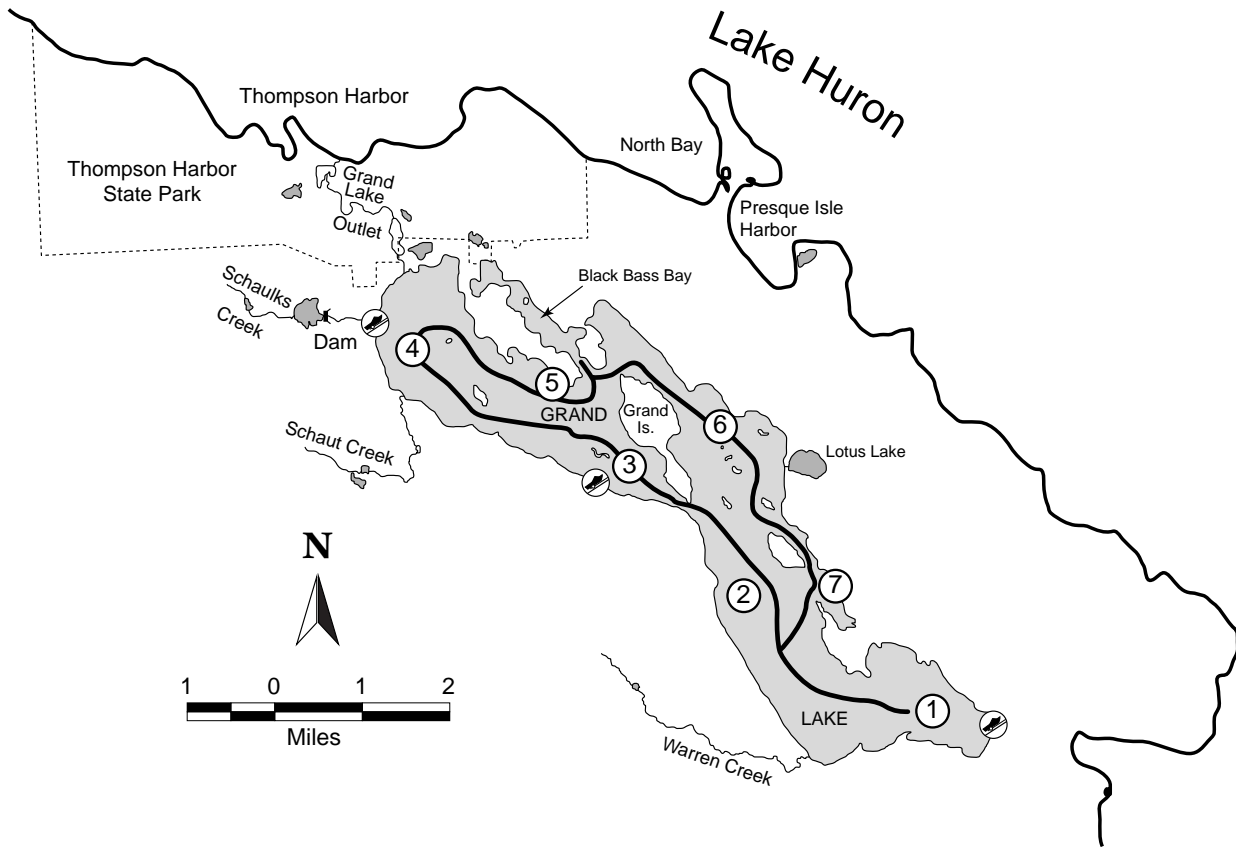 Lake Huron
Thompson Harbor
North Bay
Thompson Harbor
State Park
Grand
Lake
Outlet
Presque Isle
Harbor
Black Bass Bay
Schaulks
Creek
Dam
4
5
GRAND
Grand
Is.
6
Schaut Creek
3
Lotus Lake
N
2
7
1 0 1 2
Miles
LAKE
1
Warren Creek